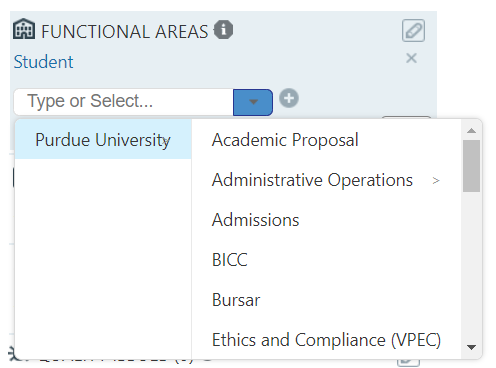 FUNCTIONAL AREAS
Student
Type or Select...
Purdue University
Academic Proposal
Administrative Operations >
Admissions
BICC
Bursar
Ethics and Compliance (VPEC)